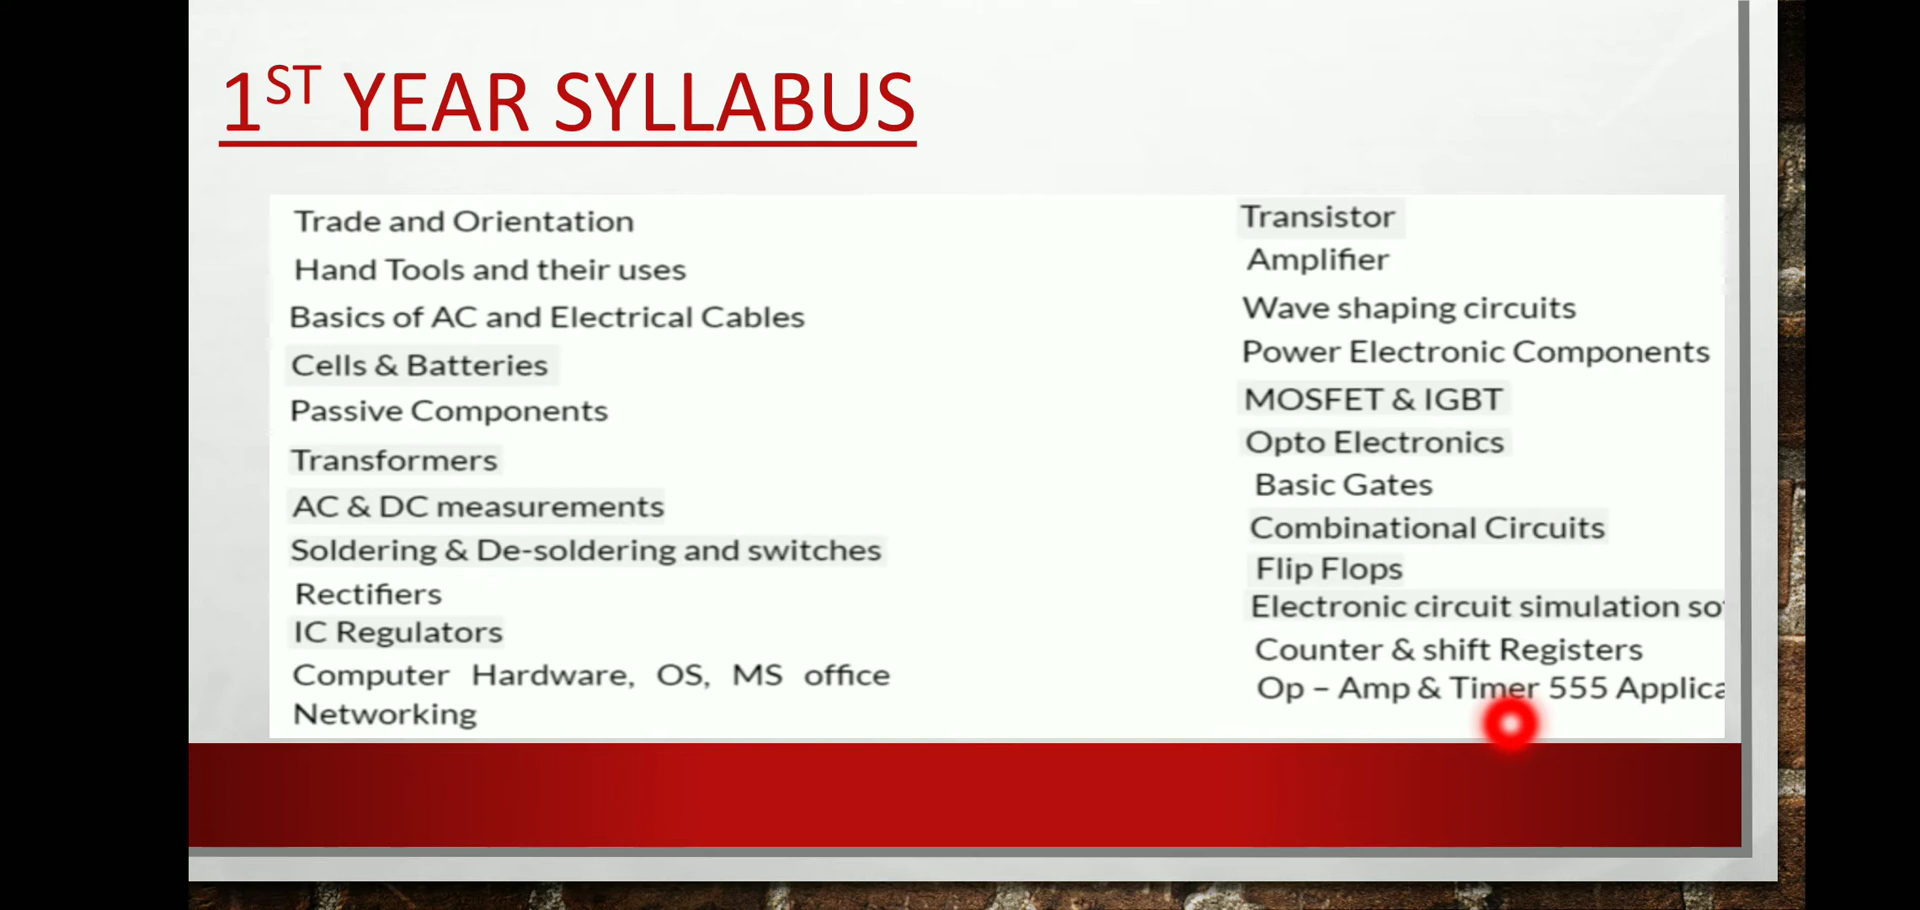 1ST YEAR SYLLABUS
Trade and Orientation
Hand Tools and their uses
Basics of AC and Electrical Cables
Cells & Batteries
Passive Components
Transformers
AC & DC measurements
Soldering & De-soldering and switches
Rectifiers
IC Regulators
Computer Hardware, OS, MS office
Networking
Transistor
Amplifier
Wave shaping circuits
Power Electronic Components
MOSFET & IGBT
Opto Electronics
Basic Gates
Combinational Circuits
Flip Flops
Electronic circuit simulation
Counter & shift Registers
Op – Amp & Timer 555